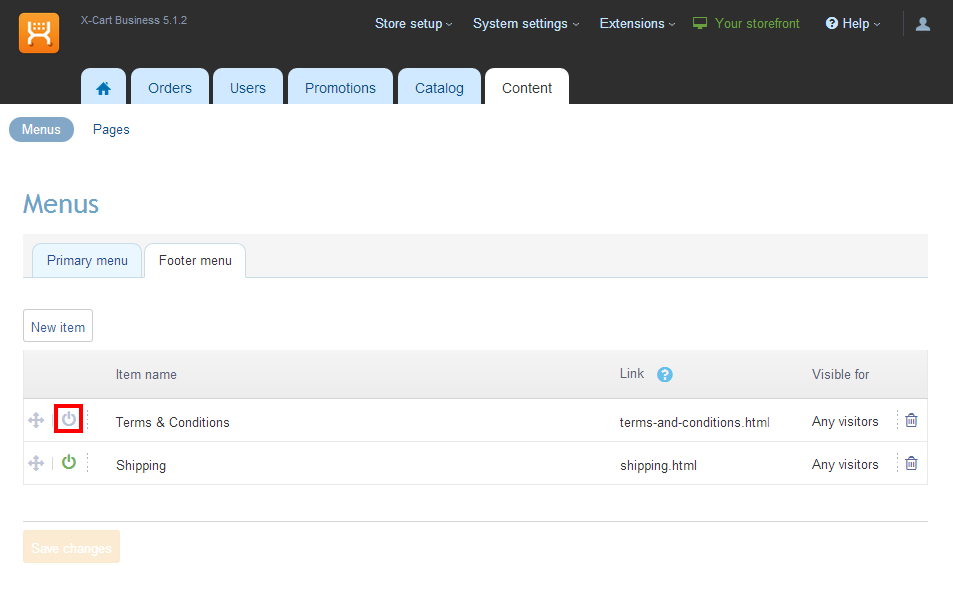 X-Cart Business 5.1.2
Store setup System settings Extensions Your storefront ? Help
Orders Users Promotions Catalog Content
Menus Pages
Menus
Primary menu Footer menu
New item
Item name Link ? Visible for
Terms & Conditions terms-and-conditions.html Any visitors
Shipping shipping.html Any visitors
Save changes